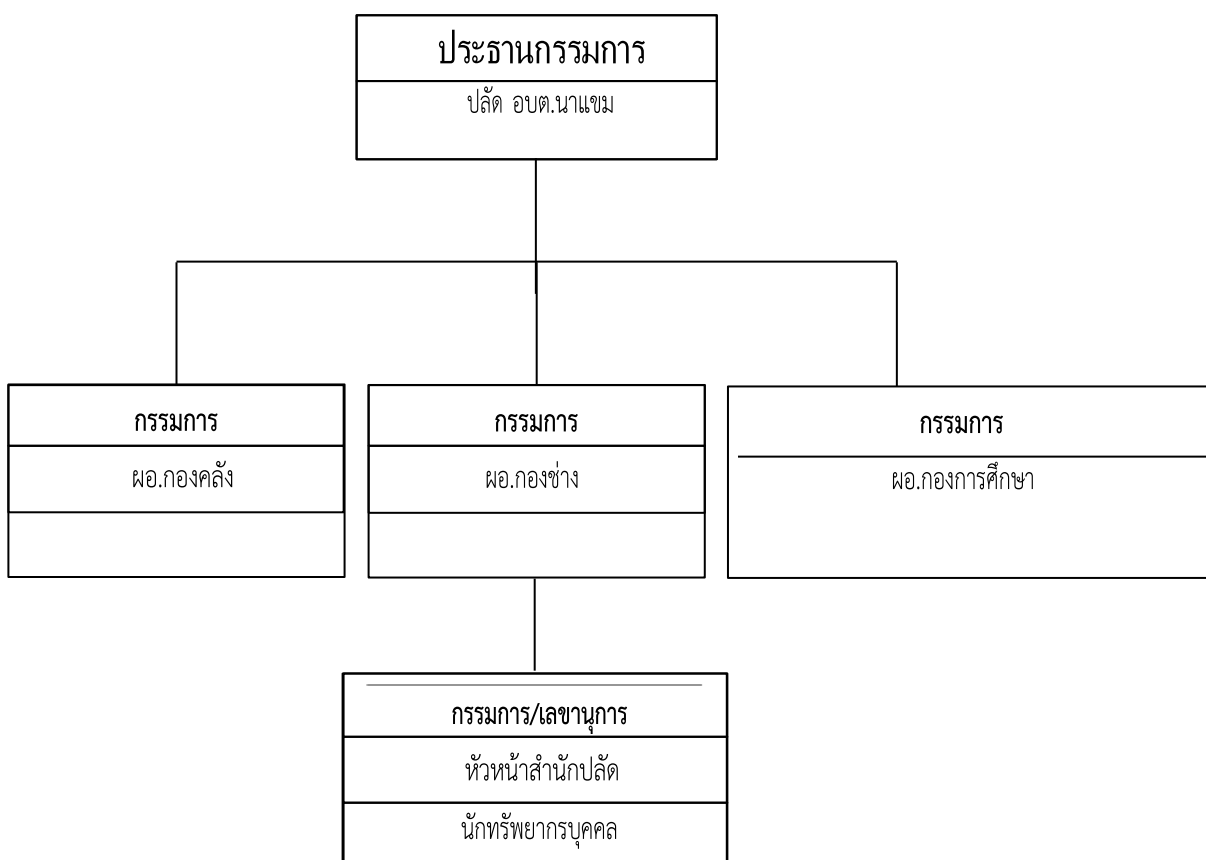 ประธานกรรมการ
ปลัด อบต.นาแขม
กรรมการ
ผอ.กองคลัง
กรรมการ
ผอ.กองช่าง
กรรมการ
ผอ.กองการศึกษา
กรรมการ/เลขานุการ
หัวหน้าสำนักปลัด
นักทรัพยากรบุคคล